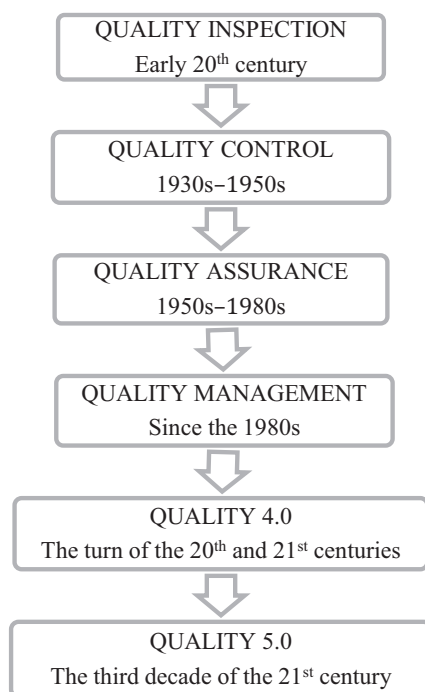 QUALITY INSPECTION
Early 20th century
QUALITY CONTROL
1930s–1950s
QUALITY ASSURANCE
1950s–1980s
QUALITY MANAGEMENT
Since the 1980s
QUALITY 4.0
The turn of the 20th and 21st centuries
QUALITY 5.0
The third decade of the 21st century